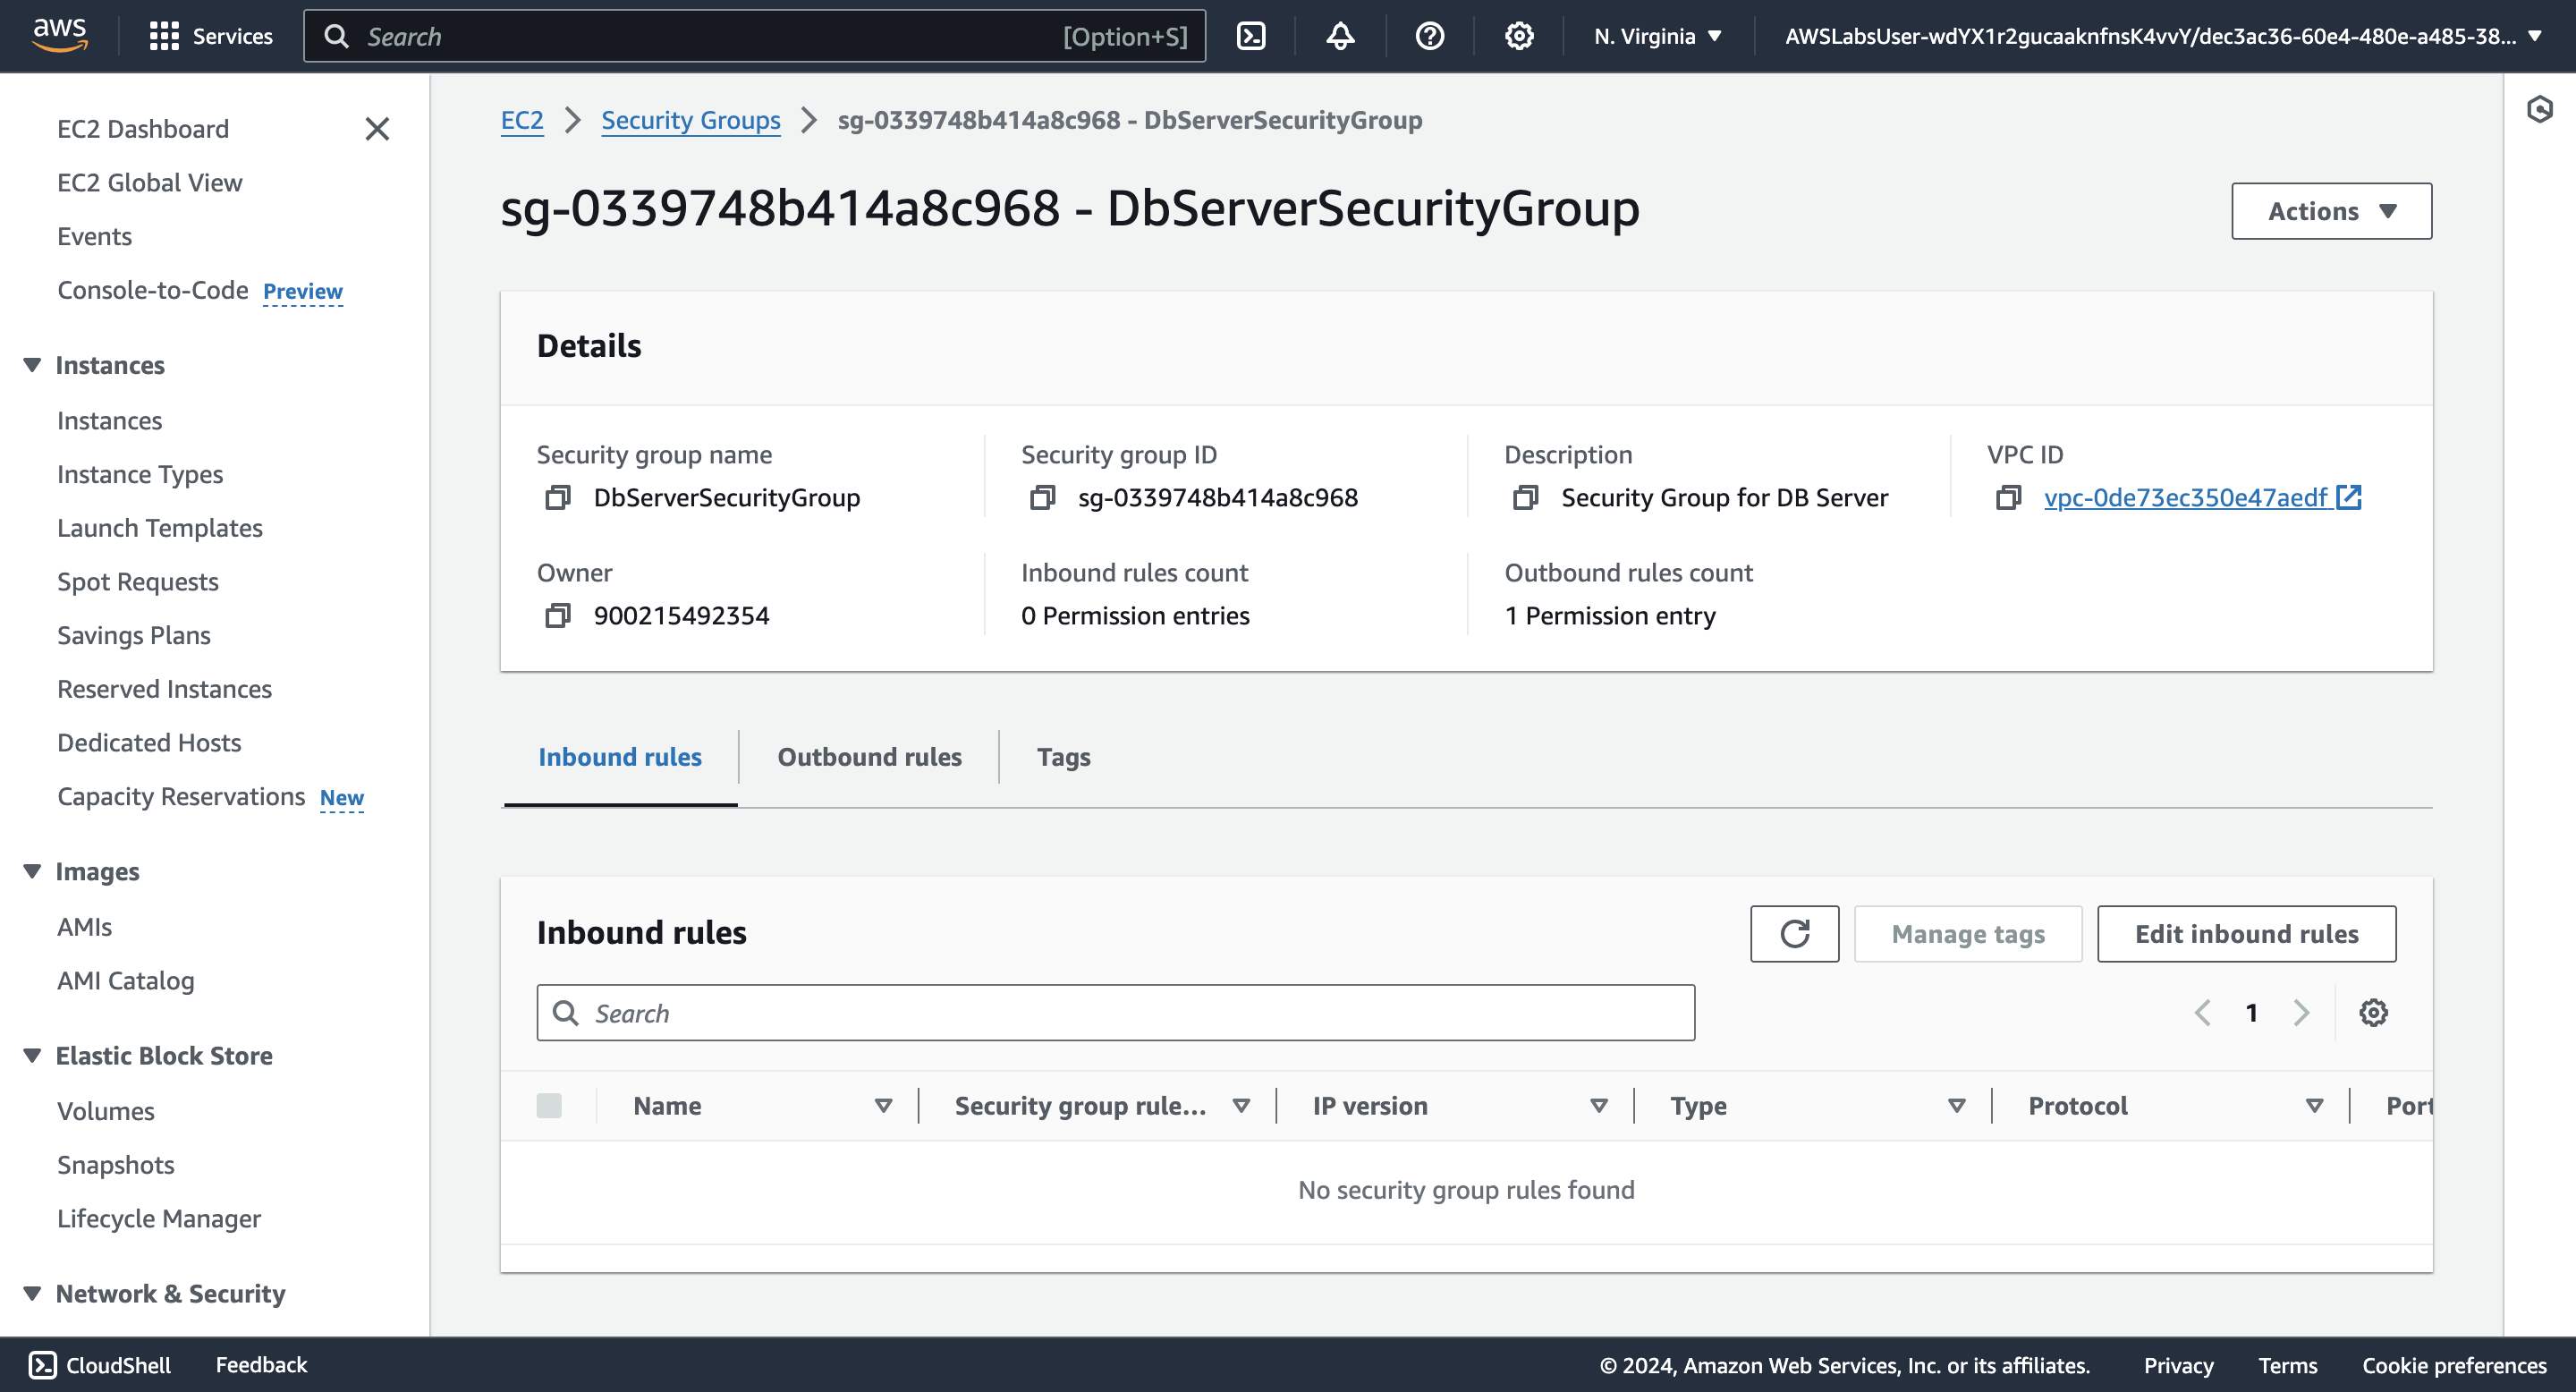 aws Services Search [Option+S] N. Virginia AWSLabsUser-wdYX1r2gucaaknfnsK4vvY/dec3ac36-60e4-480e-a485-38...
EC2 Dashboard
EC2 Global View
Events
Console-to-Code Preview
Instances
Instances
Instance Types
Launch Templates
Spot Requests
Savings Plans
Reserved Instances
Dedicated Hosts
Capacity Reservations New
Images
AMIs
AMI Catalog
Elastic Block Store
Volumes
Snapshots
Lifecycle Manager
Network & Security
EC2 Security Groups sg-0339748b414a8c968 - DbServerSecurityGroup
sg-0339748b414a8c968 - DbServerSecurityGroup
Actions
Details
Security group name
DbServerSecurityGroup
Security group ID
sg-0339748b414a8c968
Description
Security Group for DB Server
VPC ID
vpc-0de73ec350e47aedf
Owner
900215492354
Inbound rules count
0 Permission entries
Outbound rules count
1 Permission entry
Inbound rules Outbound rules Tags
Inbound rules
Manage tags Edit inbound rules
Search
1
Name Security group rule... IP version Type Protocol Port
No security group rules found
CloudShell Feedback © 2024, Amazon Web Services, Inc. or its affiliates. Privacy Terms Cookie preferences